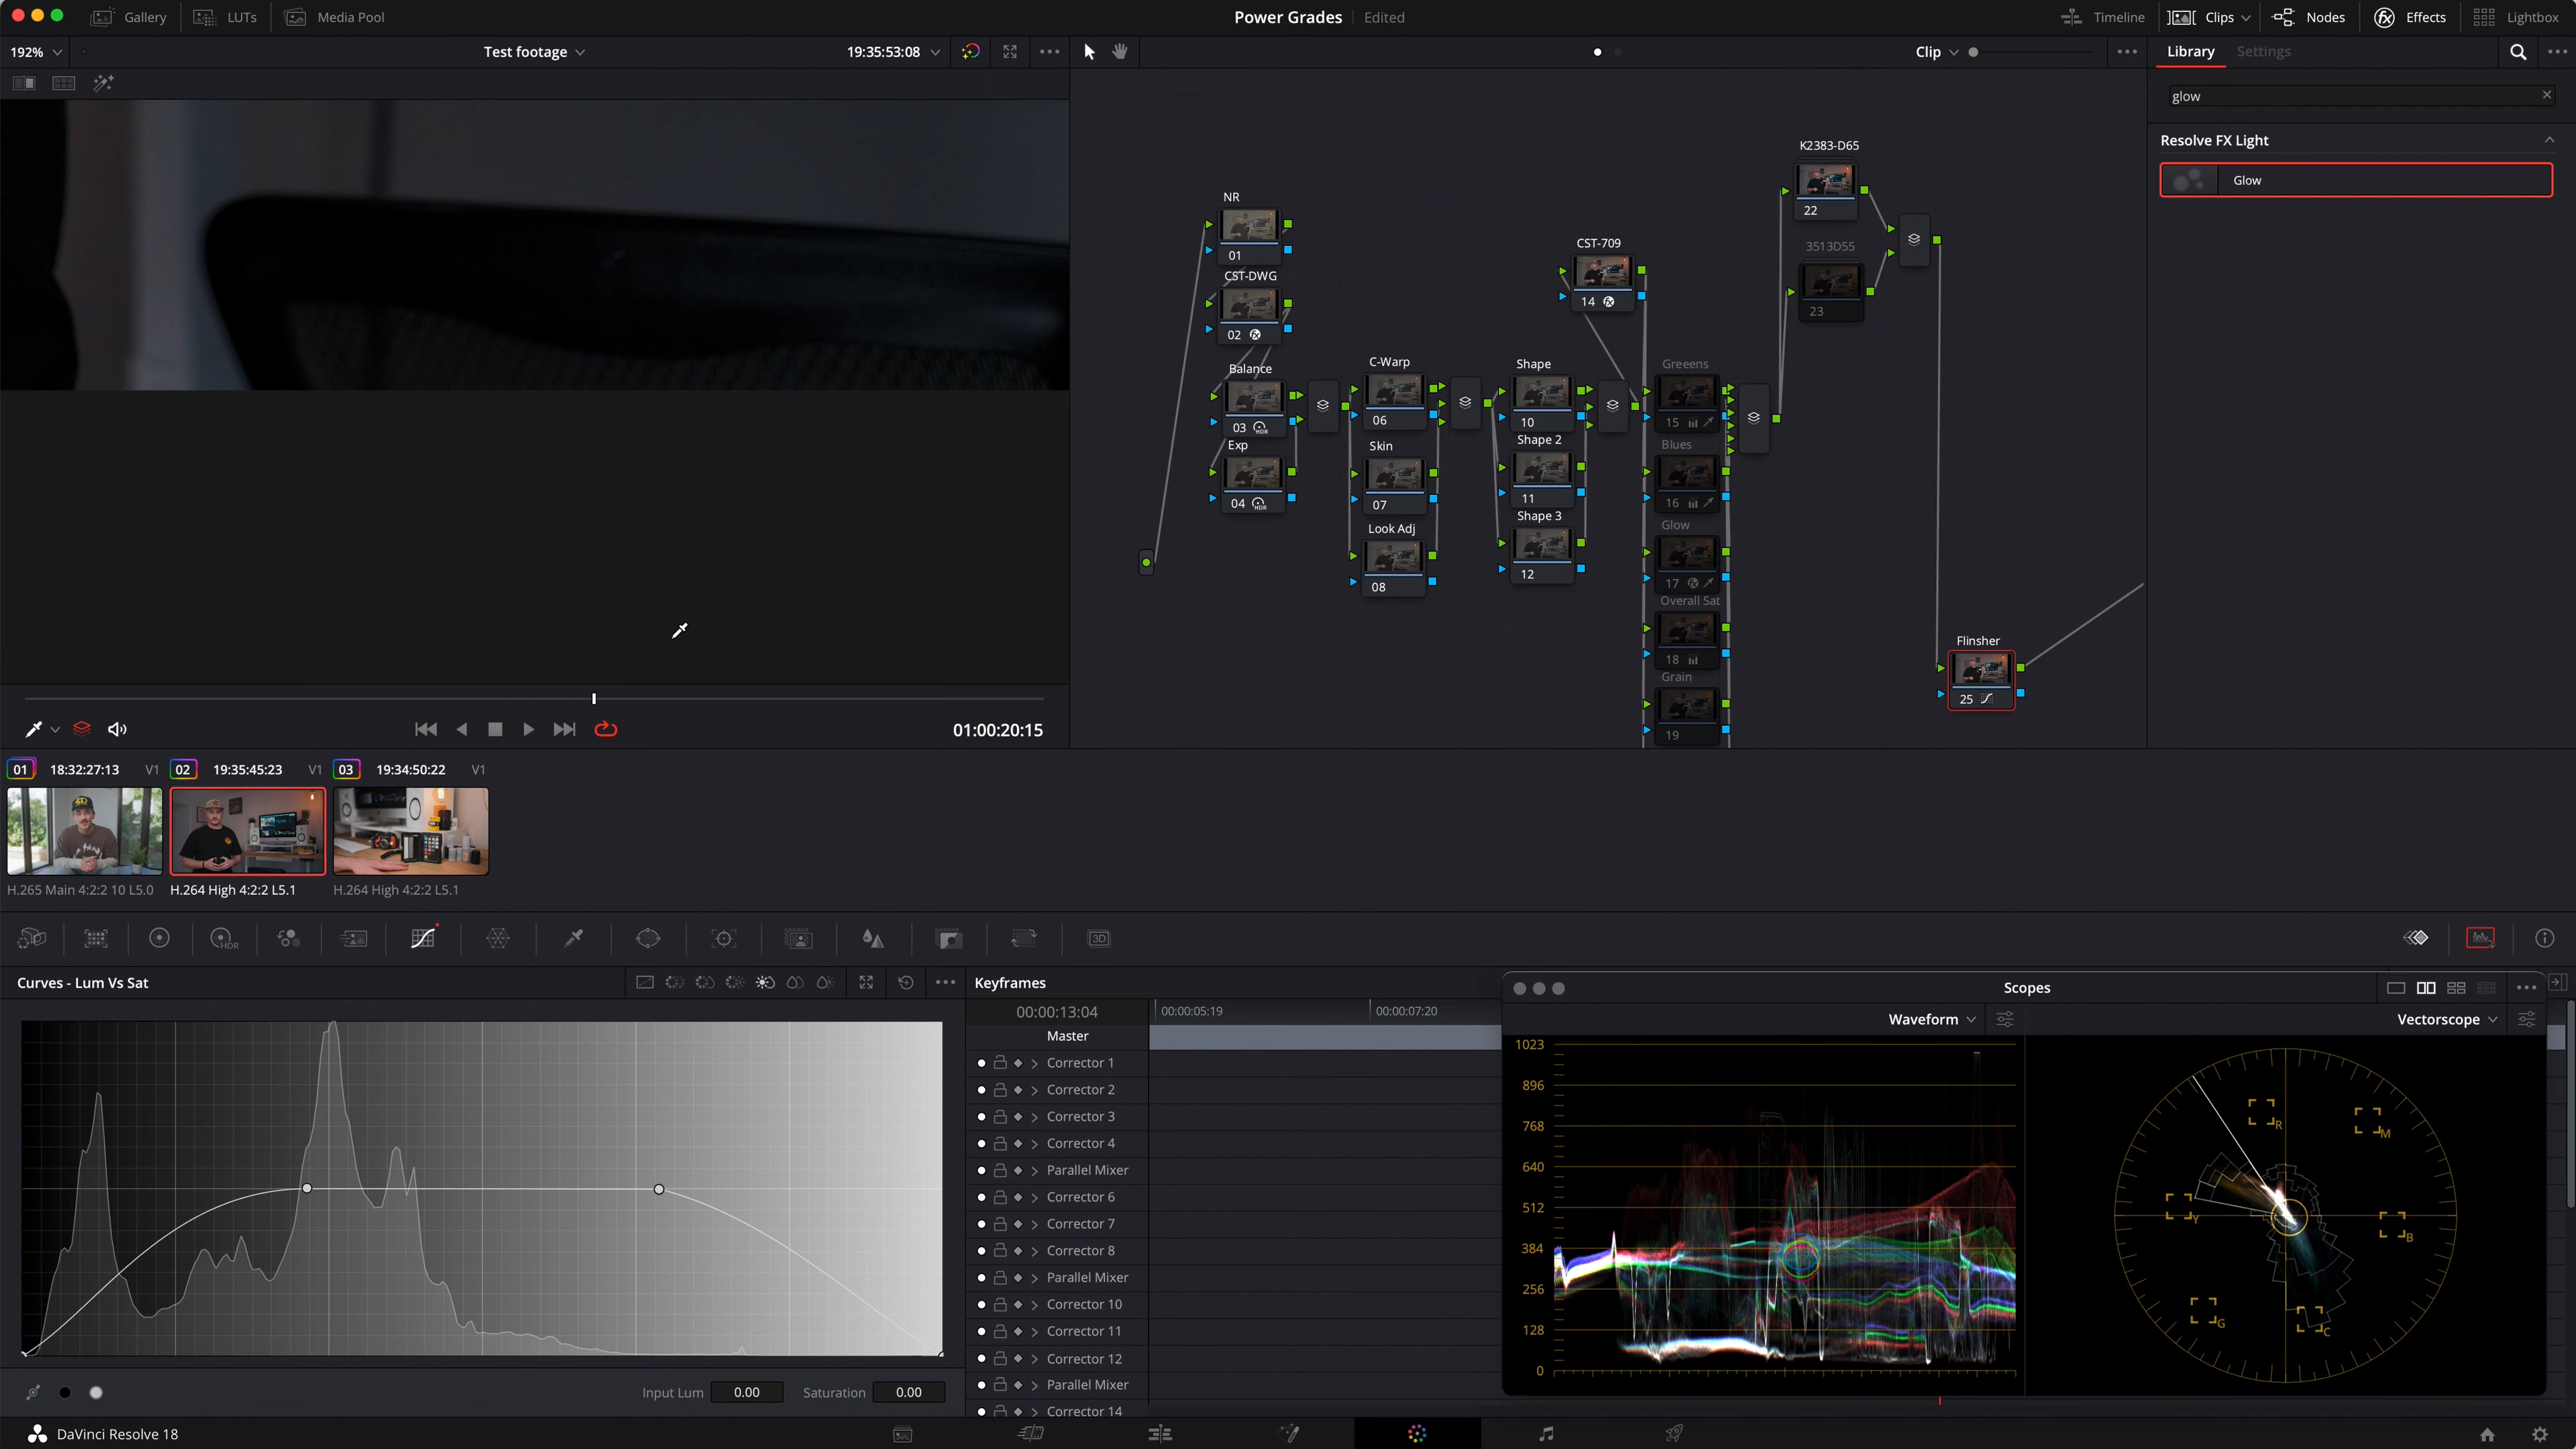 Gallery LUTs Media Pool Power Grades Edited Timeline Clips Nodes Effects Lightbox
192% Test footage 19:35:53:08 Clip Library Settings
glow
Resolve FX Light
Glow
K2383-D65
22
3513D55
23
NR
01
CST-DWG
02
Balance
03 HDR
Exp
04 HDR
C-Warp
06
Skin
07
Look Adj
08
Shape
10
Shape 2
11
Shape 3
12
CST-709
14
Greeens
15
Blues
16
Glow
17
Overall Sat
18
Grain
19
Flinsher
25
01:00:20:15
01 18:32:27:13 V1 02 19:35:45:23 V1 03 19:34:50:22 V1
H.265 Main 4:2:2 10 L5.0 H.264 High 4:2:2 L5.1 H.264 High 4:2:2 L5.1
HDR 3D
Curves - Lum Vs Sat
Input Lum 0.00 Saturation 0.00
Keyframes
00:00:13:04 00:00:05:19 00:00:07:20
Master
Corrector 1
Corrector 2
Corrector 3
Corrector 4
Parallel Mixer
Corrector 6
Corrector 7
Corrector 8
Parallel Mixer
Corrector 10
Corrector 11
Corrector 12
Parallel Mixer
Corrector 14
Scopes
Waveform Vectorscope
1023
896
768
640
512
384
256
128
0
R
M
Y
B
G
C
DaVinci Resolve 18